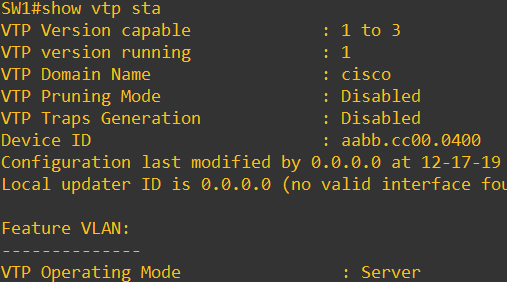 SW1#show vtp sta
VTP Version capable : 1 to 3
VTP version running : 1
VTP Domain Name : cisco
VTP Pruning Mode : Disabled
VTP Traps Generation : Disabled
Device ID : aabb.cc00.0400
Configuration last modified by 0.0.0.0 at 12-17-19
Local updater ID is 0.0.0.0 (no valid interface fou
Feature VLAN:
--------------
VTP Operating Mode : Server